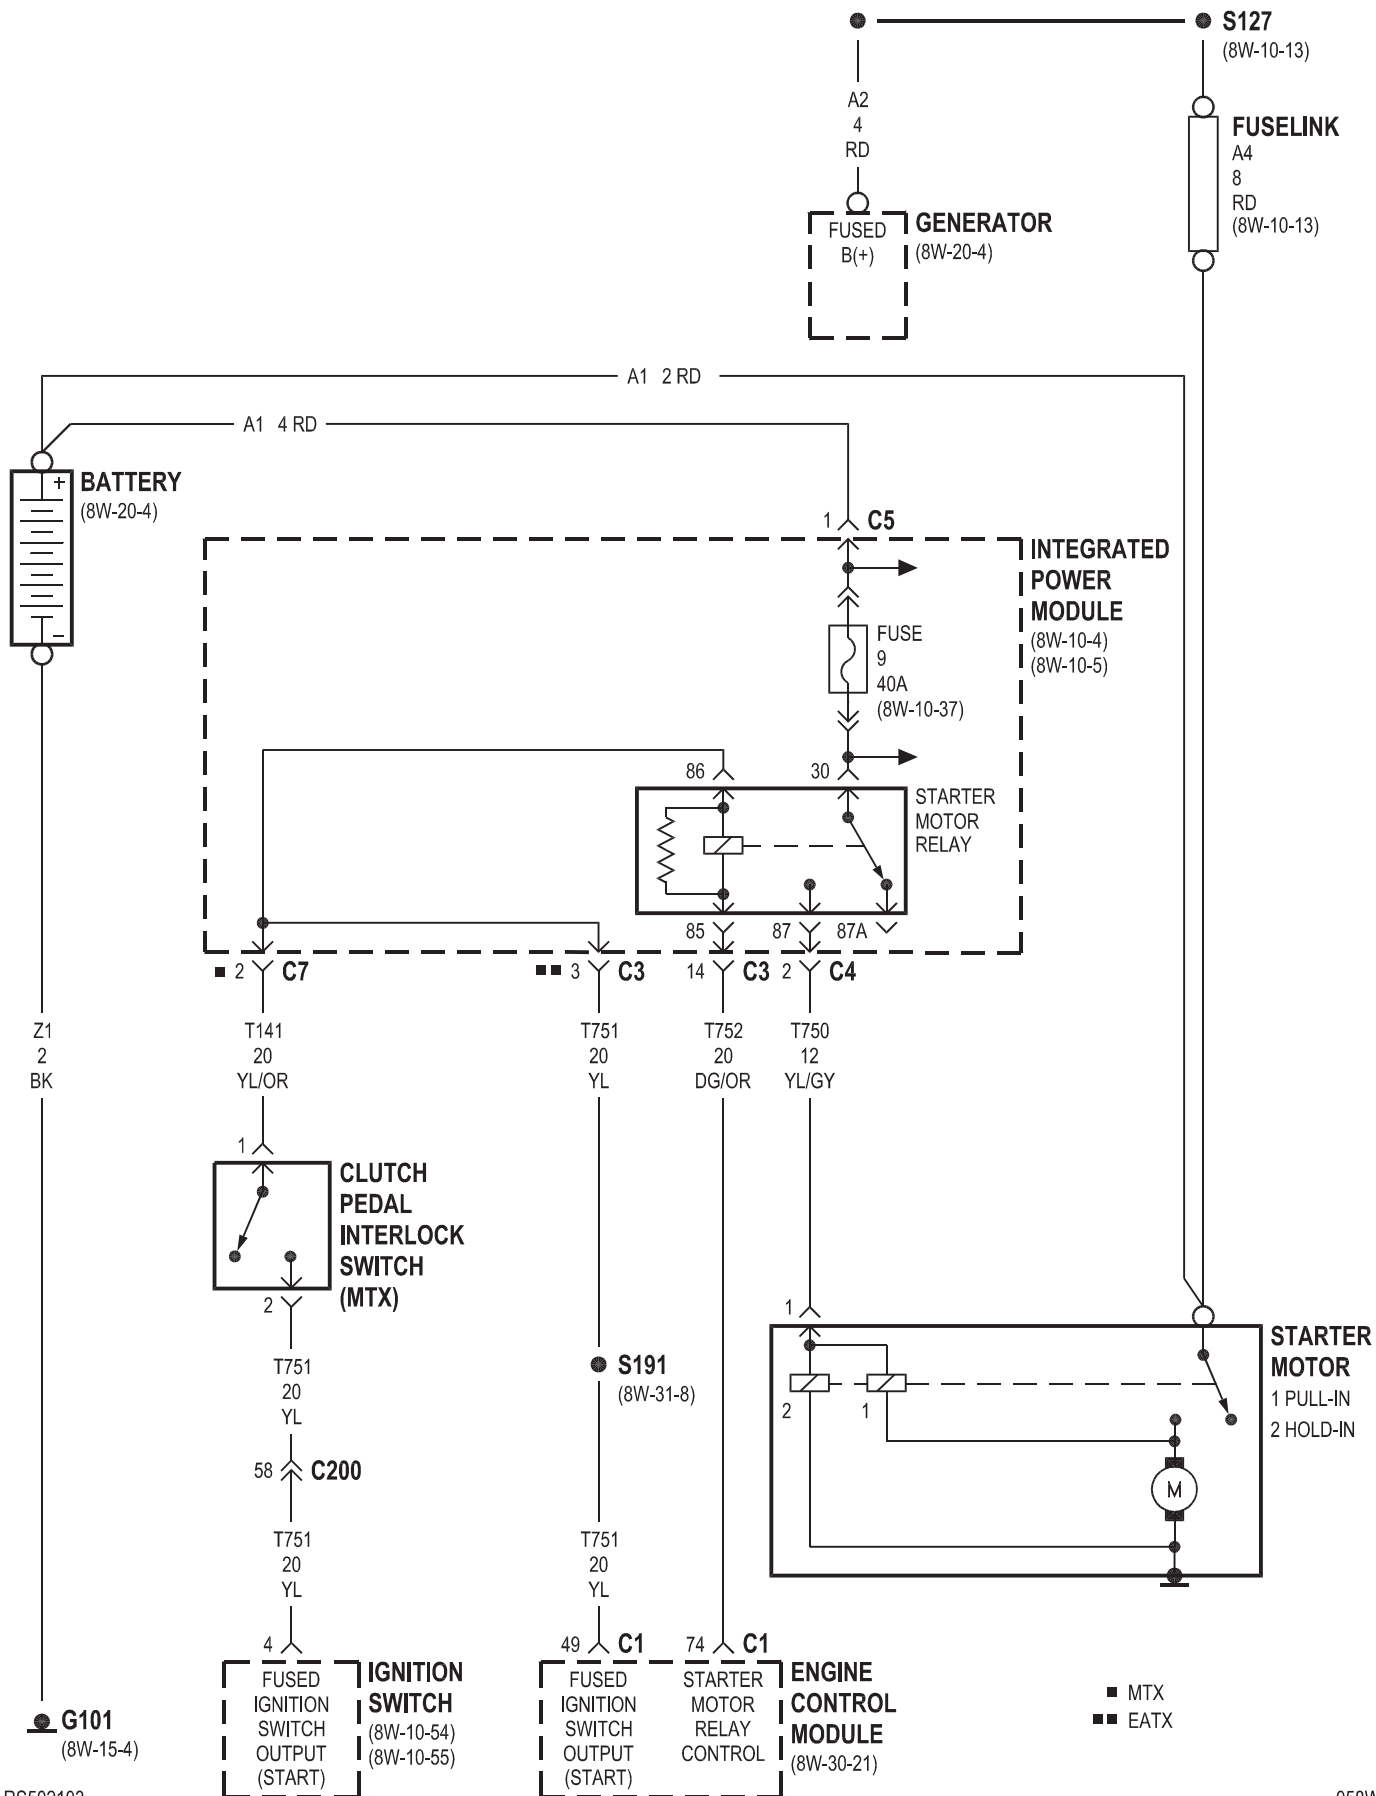 S127
(8W-10-13)
A2
4
RD
FUSELINK
A4
8
RD
(8W-10-13)
FUSED
B(+)
GENERATOR
(8W-20-4)
A1 2 RD
A1 4 RD
+
−
BATTERY
(8W-20-4)
1
C5
INTEGRATED
POWER
MODULE
(8W-10-4)
(8W-10-5)
FUSE
9
40A
(8W-10-37)
86
30
STARTER
MOTOR
RELAY
85
87
87A
2
C7
3
C3
14
C3
2
C4
Z1
2
BK
T141
20
YL/OR
T751
20
YL
T752
20
DG/OR
T750
12
YL/GY
1
CLUTCH
PEDAL
INTERLOCK
SWITCH
(MTX)
2
1
T751
20
YL
S191
(8W-31-8)
STARTER
MOTOR
1 PULL-IN
2 HOLD-IN
2
1
M
58
C200
T751
20
YL
T751
20
YL
4
49
C1
74
C1
FUSED
IGNITION
SWITCH
OUTPUT
(START)
IGNITION
SWITCH
(8W-10-54)
(8W-10-55)
FUSED
IGNITION
SWITCH
OUTPUT
(START)
STARTER
MOTOR
RELAY
CONTROL
ENGINE
CONTROL
MODULE
(8W-30-21)
MTX
EATX
G101
(8W-15-4)